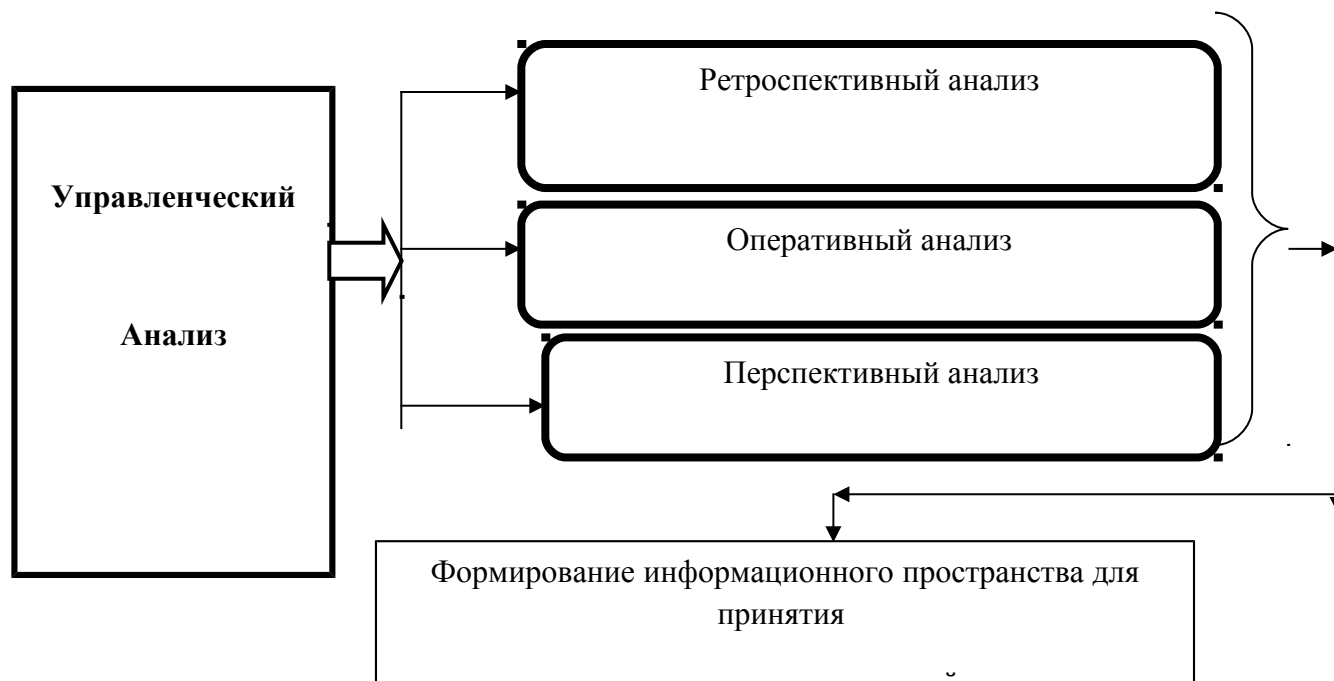 Ретроспективный анализ
Управленческий
Анализ
Оперативный анализ
Перспективный анализ
Формирование информационного пространства для
принятия